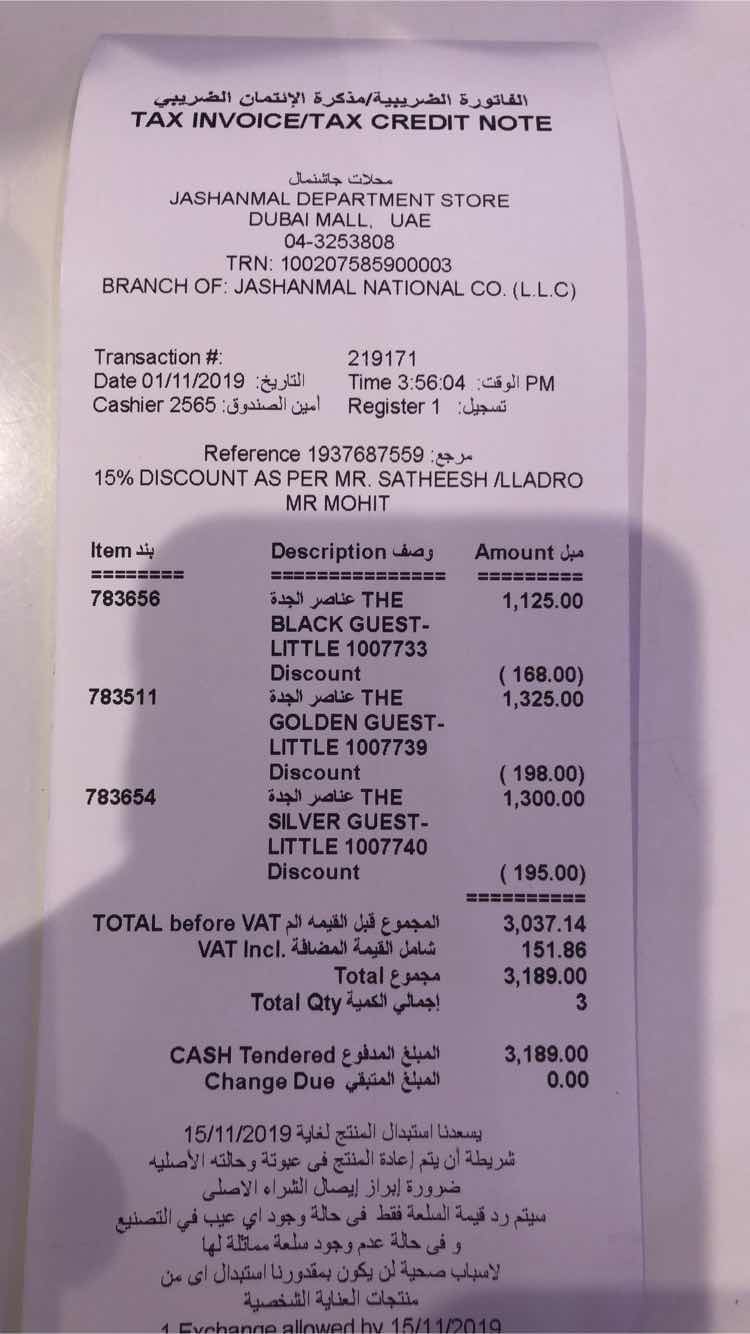 الفاتورة الضريبية/مذكرة الإئتمان الضريبي
TAX INVOICE/TAX CREDIT NOTE
محلات جاشنمال
JASHANMAL DEPARTMENT STORE
DUBAI MALL, UAE
04-3253808
TRN: 100207585900003
BRANCH OF: JASHANMAL NATIONAL CO. (L.L.C)
Transaction #: 219171
Date 01/11/2019 التاريخ: Time 3:56:04 الوقت: PM
Cashier 2565 أمين الصندوق: Register 1 تسجيل:
Reference 1937687559 مرجع:
15% DISCOUNT AS PER MR. SATHEESH /LLADRO
MR MOHIT
Item بند Description وصف Amount مبل
======== =============== =========
783656 عناصر الجدة THE 1,125.00
BLACK GUEST-
LITTLE 1007733
Discount ( 168.00)
783511 عناصر الجدة THE 1,325.00
GOLDEN GUEST-
LITTLE 1007739
Discount ( 198.00)
783654 عناصر الجدة THE 1,300.00
SILVER GUEST-
LITTLE 1007740
Discount ( 195.00)
==========
TOTAL before VAT المجموع قبل القيمه الم 3,037.14
VAT Incl. شامل القيمة المضافة 151.86
Total مجموع 3,189.00
Total Qty إجمالي الكمية 3
CASH Tendered المبلغ المدفوع 3,189.00
Change Due المبلغ المتبقي 0.00
يسعدنا استبدال المنتج لغاية 15/11/2019
شريطة أن يتم إعادة المنتج فى عبوتة وحالته الأصليه
ضرورة إبراز إيصال الشراء الاصلى
سيتم رد قيمة السلعة فقط فى حالة وجود اي عيب في التصنيع
و فى حالة عدم وجود سلعة مماثلة لها
لاسباب صحية لن يكون بمقدورنا استبدال اى من
منتجات العناية الشخصية
1 Exchange allowed by 15/11/2019